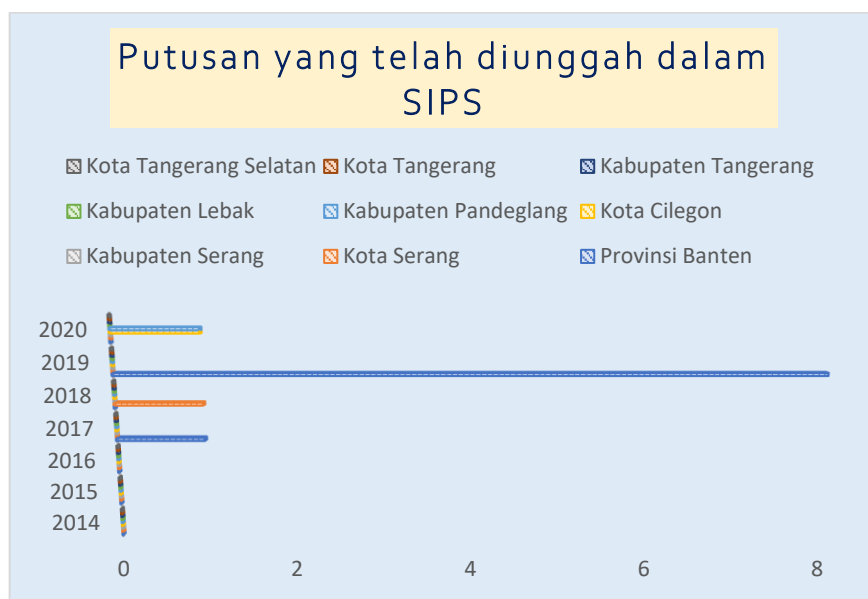 Putusan yang telah diunggah dalam
SIPS
Kota Tangerang Selatan Kota Tangerang Kabupaten Tangerang
Kabupaten Lebak Kabupaten Pandeglang Kota Cilegon
Kabupaten Serang Kota Serang Provinsi Banten
2020
2019
2018
2017
2016
2015
2014
0 2 4 6 8